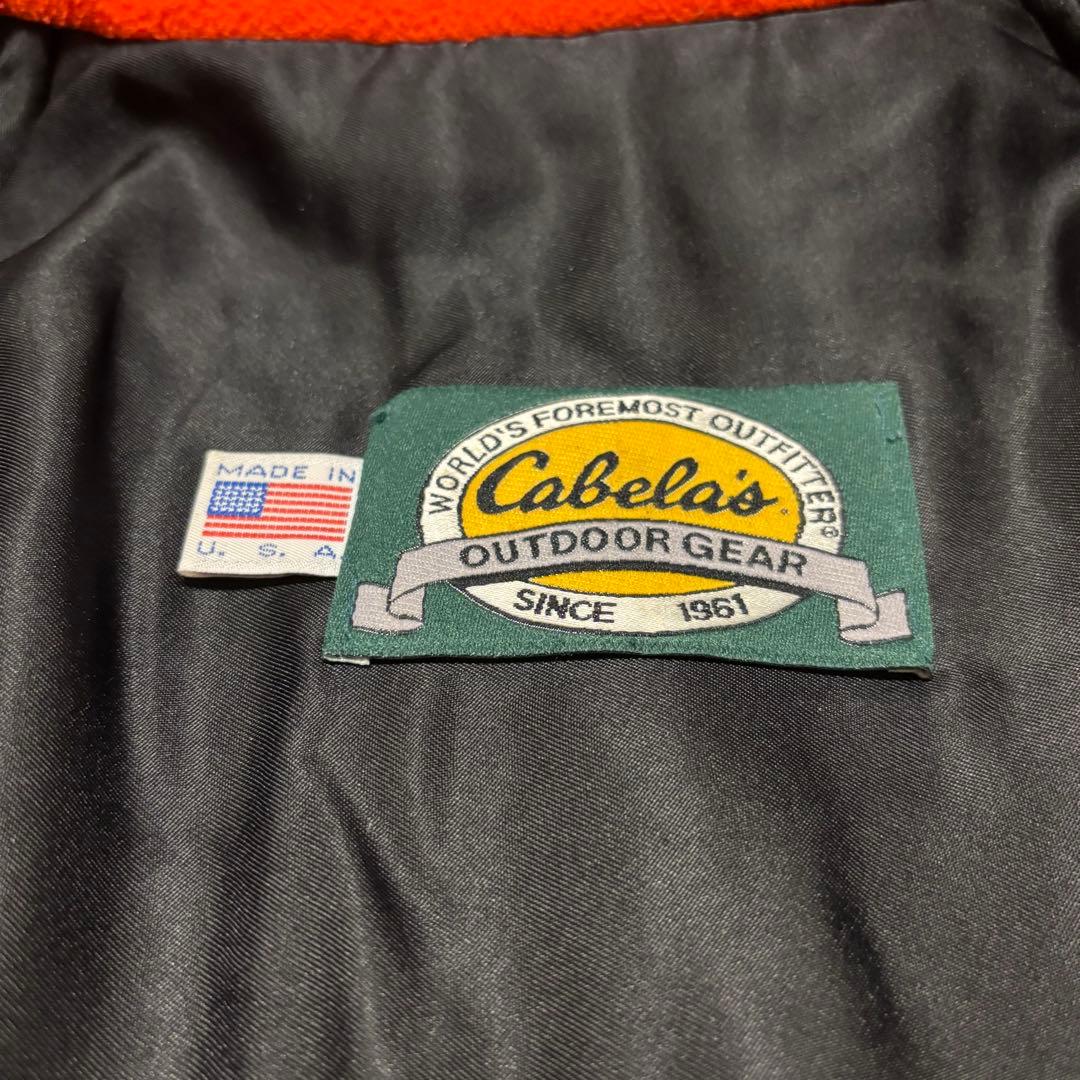 MADE IN
U. S. A.
WORLD'S FOREMOST OUTFITTER®
Cabela's
OUTDOOR GEAR
SINCE 1961